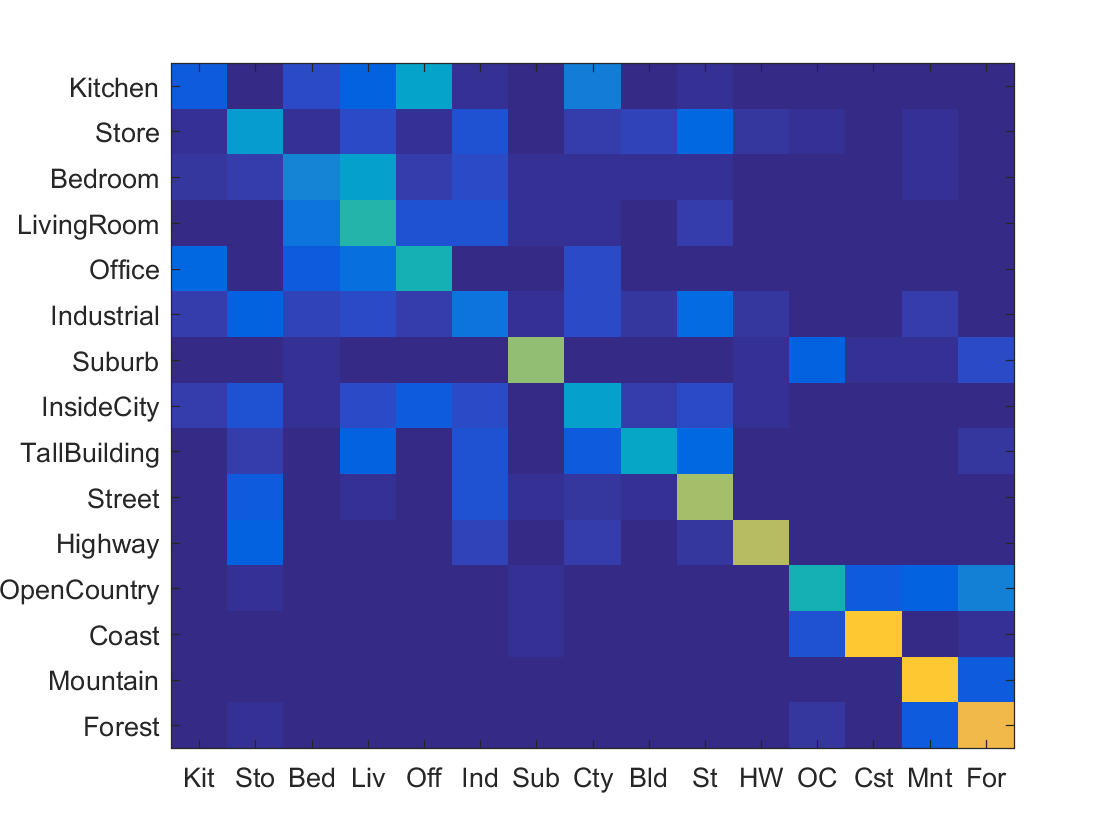 Kitchen
Store
Bedroom
LivingRoom
Office
Industrial
Suburb
InsideCity
TallBuilding
Street
Highway
OpenCountry
Coast
Mountain
Forest
Kit Sto Bed Liv Off Ind Sub Cty Bld St HW OC Cst Mnt For